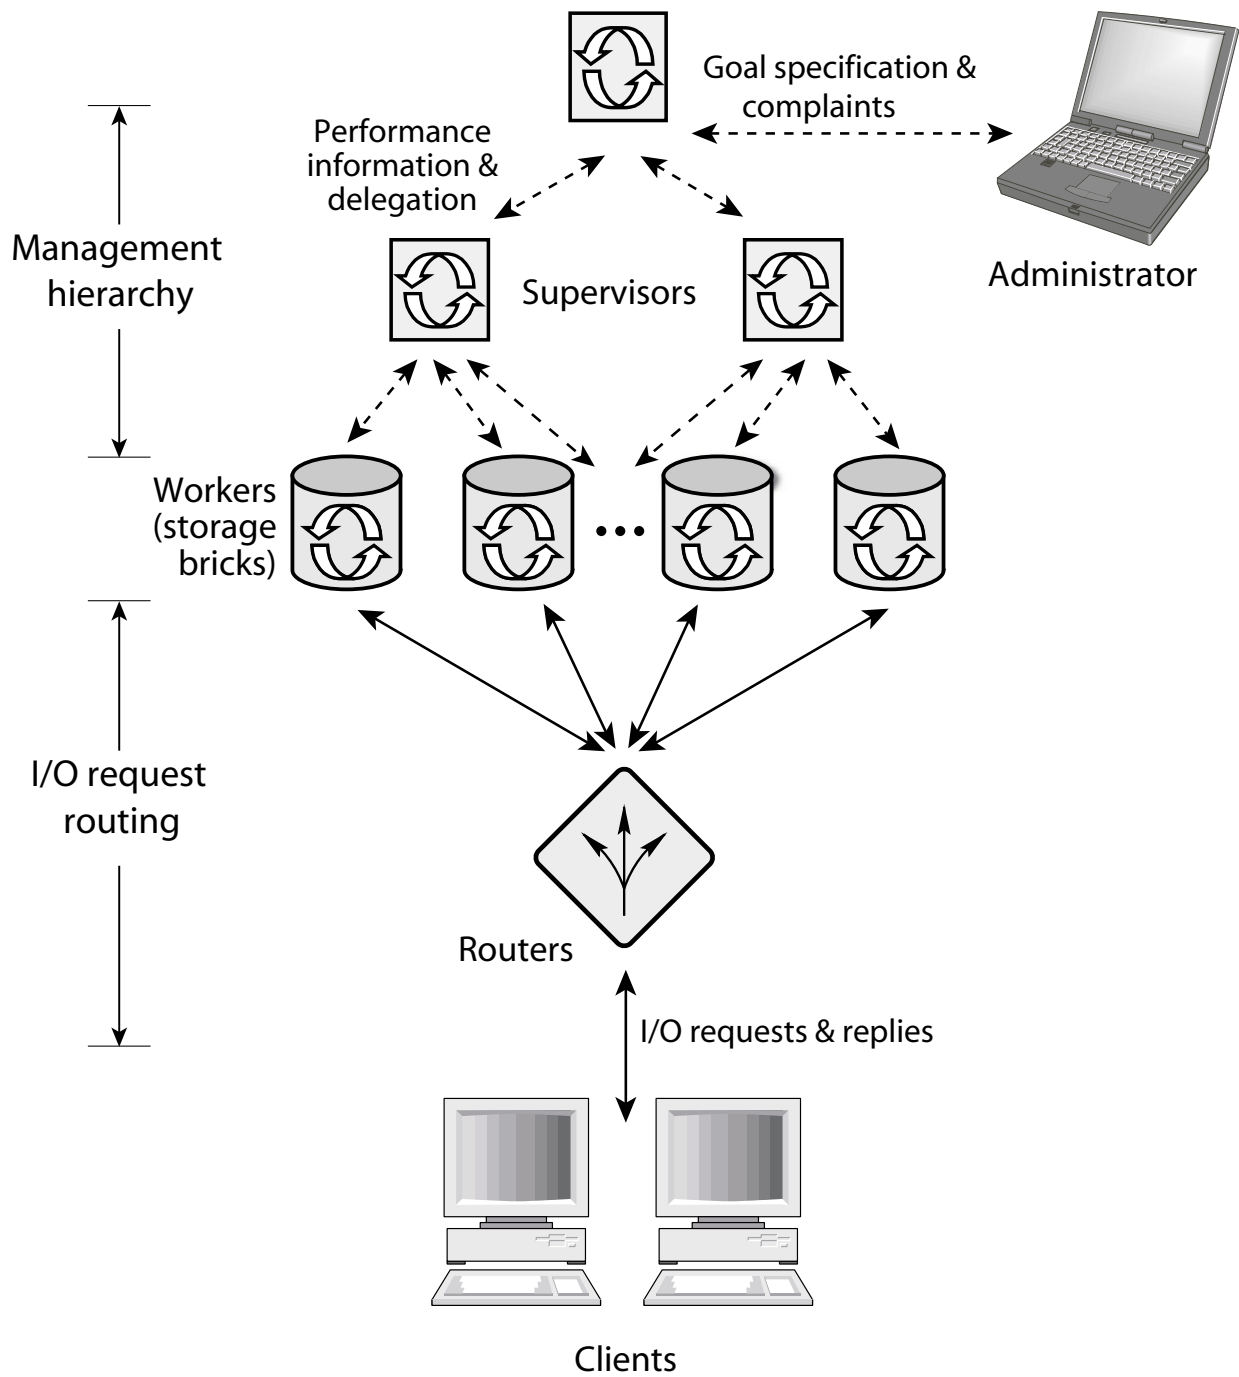 Goal specification &
complaints
Performance
information &
delegation
Management
hierarchy
Supervisors
Administrator
Workers
(storage
bricks)
I/O request
routing
Routers
I/O requests & replies
Clients